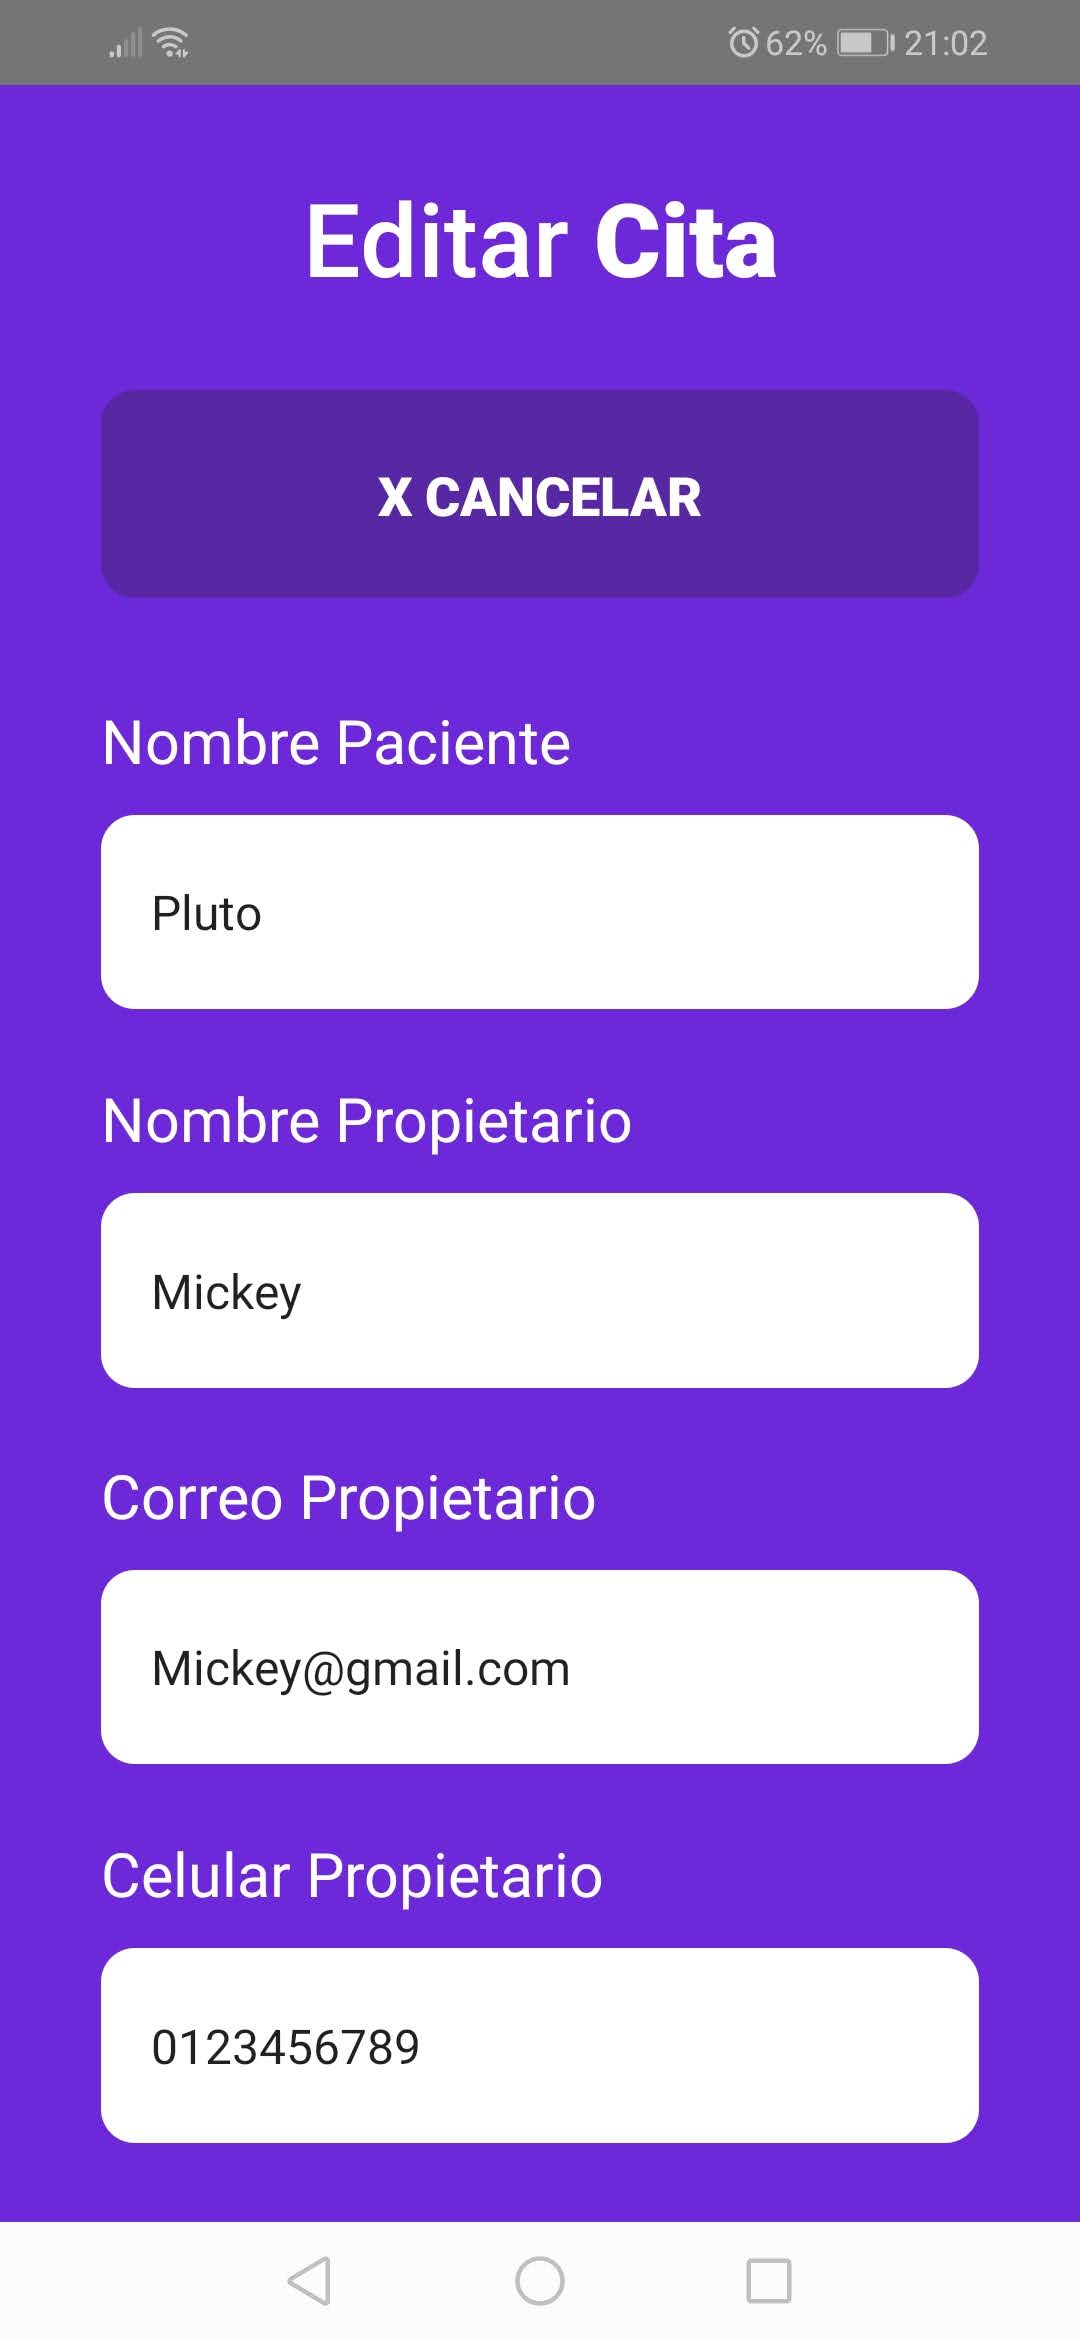 62% 21:02
Editar Cita
X CANCELAR
Nombre Paciente
Pluto
Nombre Propietario
Mickey
Correo Propietario
Mickey@gmail.com
Celular Propietario
0123456789